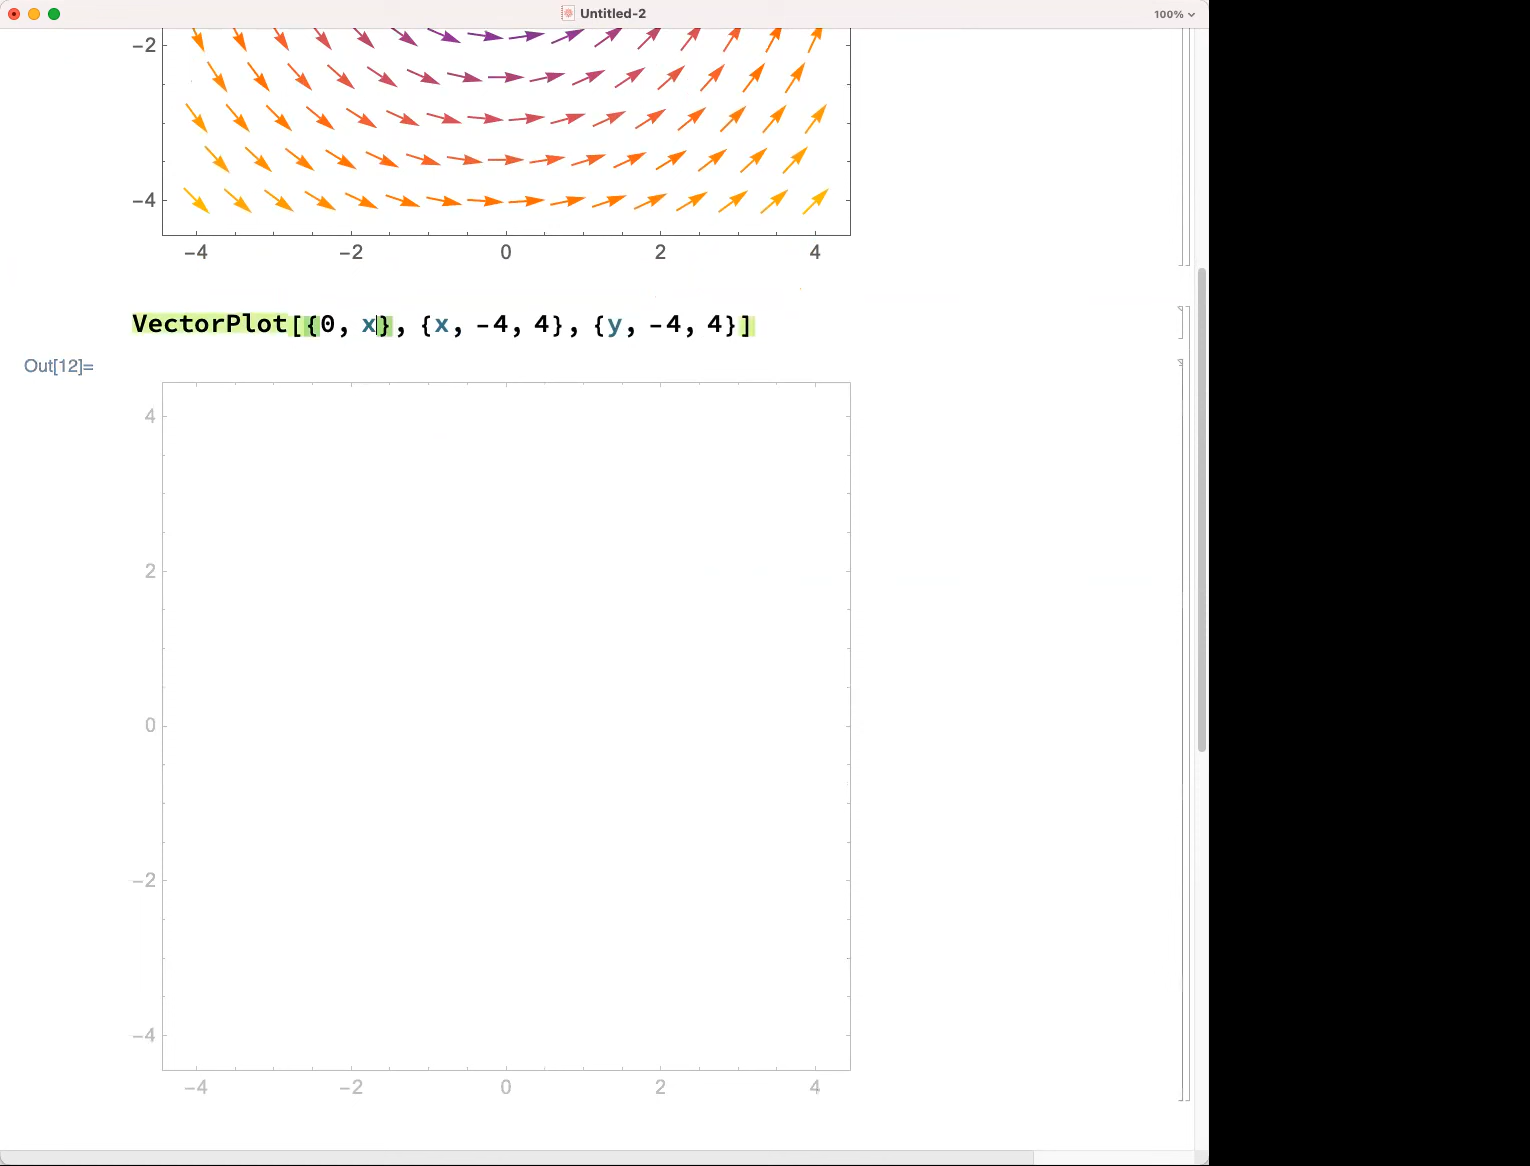 Untitled-2
100%
−2
−4
−4 −2 0 2 4
VectorPlot[{0, x}, {x, -4, 4}, {y, -4, 4}]
Out[12]=
4
2
0
−2
−4
−4 −2 0 2 4